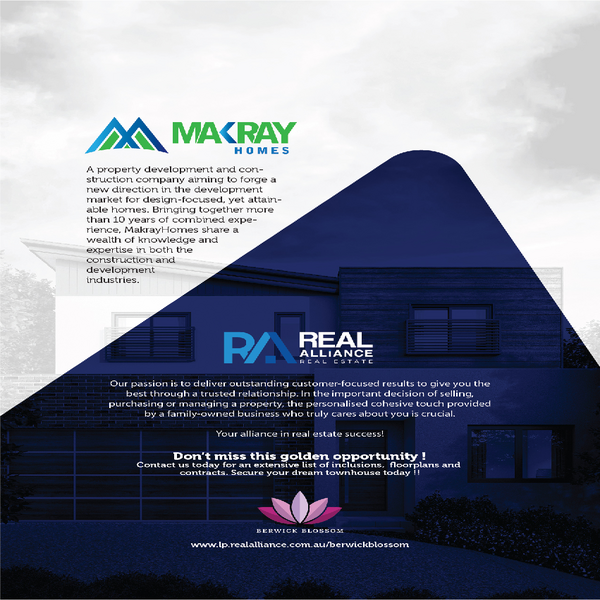 MAKRAY
HOMES
A property development and con-
struction company aiming to forge a
new direction in the development
market for design-focused, yet attain-
able homes. Bringing together more
than 10 years of combined expe-
rience, MakrayHomes share a
wealth of knowledge and
expertise in both the
construction and
development
industries.
RA REAL
ALLIANCE
REAL ESTATE
Our passion is to deliver outstanding customer-focused results to give you the
best through a trusted relationship. In the important decision of selling,
purchasing or managing a property, the personalised cohesive touch provided
by a family-owned business who truly cares about you is crucial.
Your alliance in real estate success!
Don't miss this golden opportunity !
Contact us today for an extensive list of inclusions, floorplans and
contracts. Secure your dream townhouse today !!
BERWICK BLOSSOM
www.lp.realalliance.com.au/berwickblossom